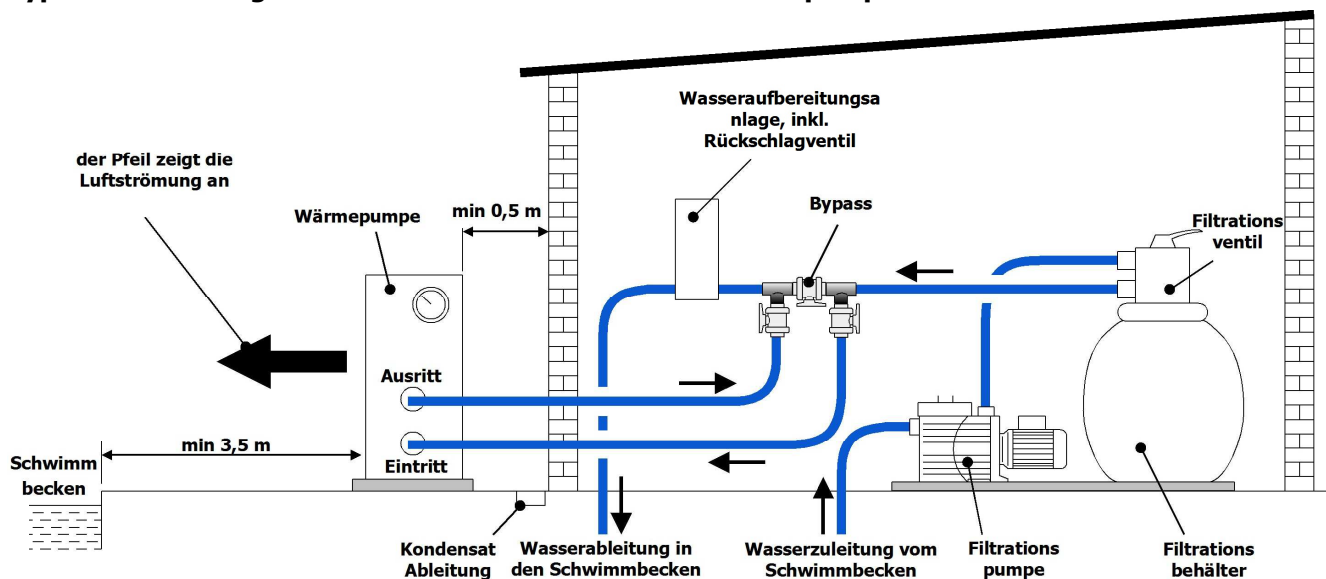 Wasseraufbereitungsa
nlage, inkl.
Rückschlagventil
der Pfeil zeigt die
Luftströmung an
Wärmepumpe
min 0,5 m
Bypass
Filtrations
ventil
Ausritt
Eintritt
min 3,5 m
Schwimm
becken
Kondensat
Ableitung
Wasserableitung in
den Schwimmbecken
Wasserzuleitung vom
Schwimmbecken
Filtrations
pumpe
Filtrations
behälter